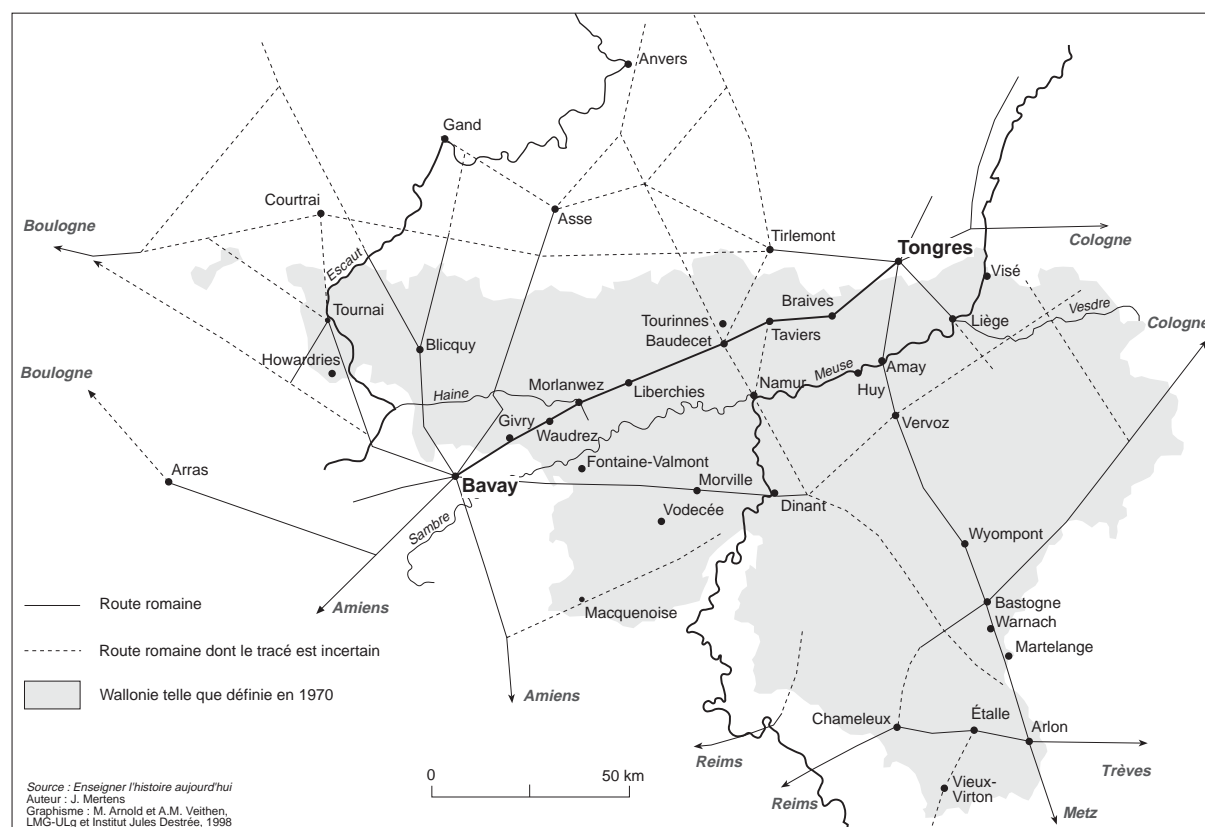 Anvers
Gand
Courtrai
Asse
Boulogne
Tirlemont
Tongres
Cologne
Escaut
Visé
Tournai
Braives
Tourinnes
Taviers
Liège
Vesdre
Cologne
Blicquy
Baudecet
Howardries
Meuse
Amay
Boulogne
Haine
Morlanwez
Liberchies
Namur
Huy
Givry
Waudrez
Vervoz
Arras
Bavay
Fontaine-Valmont
Morville
Dinant
Vodecée
Sambre
Wyompont
Route romaine
Amiens
Macquenoise
Bastogne
Warnach
Route romaine dont le tracé est incertain
Martelange
Wallonie telle que définie en 1970
Amiens
Chameleux
Étalle
Arlon
Reims
Trèves
0
50 km
Reims
Vieux-
Virton
Metz
Source : Enseigner l'histoire aujourd'hui
Auteur : J. Mertens
Graphisme : M. Arnold et A.M. Veithen,
LMG-ULg et Institut Jules Destrée, 1998